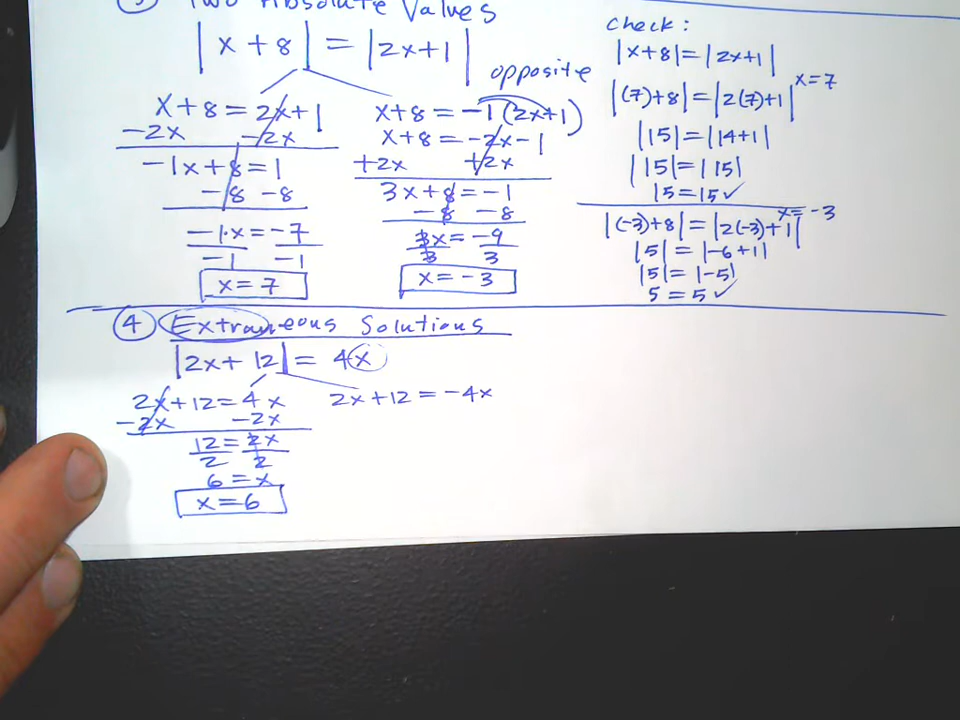 ③ Two Absolute Values
|x + 8| = |2x+1|
opposite
x+8 = 2x+1
-2x -2x
-1x+8 = 1
-8 -8
-1·x = -7
-1 -1
x = 7
x+8 = -1(2x+1)
x+8 = -2x-1
+2x +2x
3x+8 = -1
-8 -8
3x = -9
3 3
x = -3
check:
|x+8| = |2x+1|
x=7
|(7)+8| = |2(7)+1|
|15| = |14+1|
|15| = |15|
15 = 15 ✓
x = -3
|(-3)+8| = |2(-3)+1|
|5| = |-6+1|
|5| = |-5|
5 = 5 ✓
④ Extraneous Solutions
|2x+12| = 4x
2x+12 = 4x
-2x -2x
12 = 2x
2 2
6 = x
x = 6
2x+12 = -4x